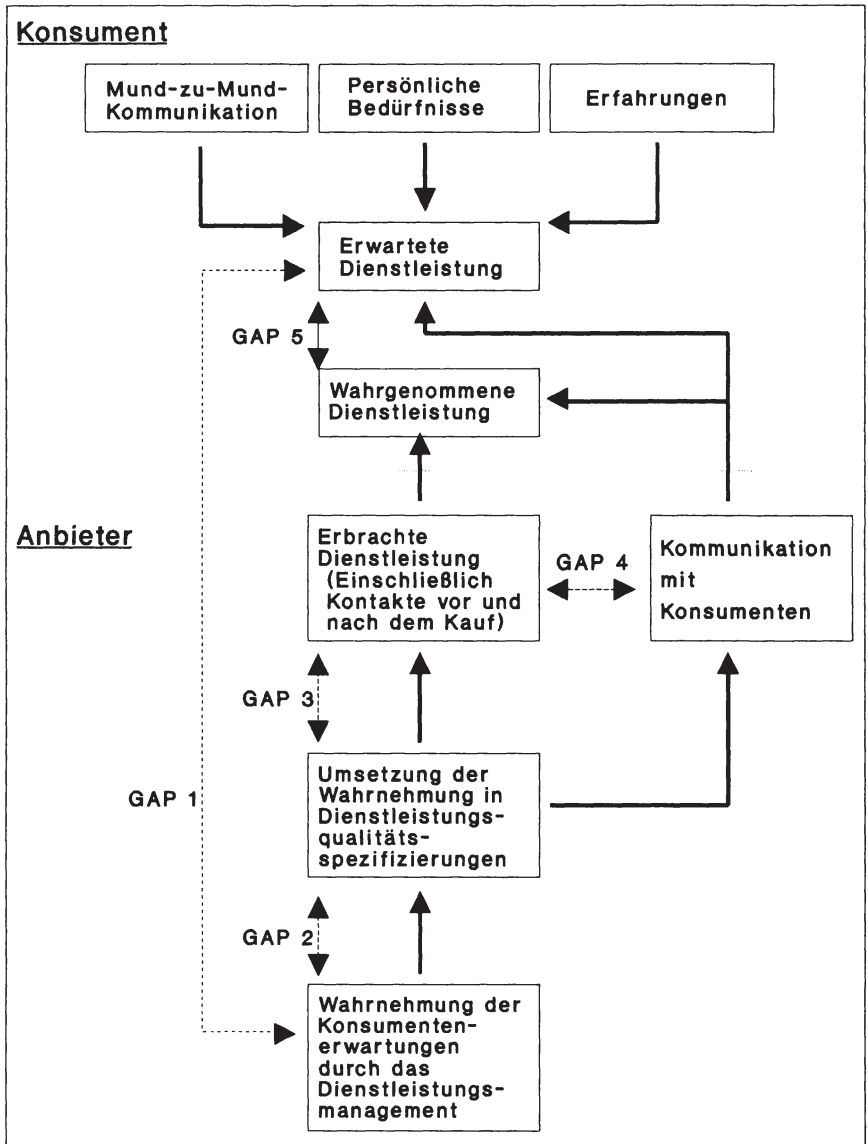 Konsument
Mund-zu-Mund-
Kommunikation
Persönliche
Bedürfnisse
Erfahrungen
Erwartete
Dienstleistung
GAP 5
Wahrgenommene
Dienstleistung
Anbieter
Erbrachte
Dienstleistung
(Einschließlich
Kontakte vor und
nach dem Kauf)
GAP 4
Kommunikation
mit
Konsumenten
GAP 3
Umsetzung der
Wahrnehmung in
Dienstleistungs-
qualitäts-
spezifizierungen
GAP 1
GAP 2
Wahrnehmung der
Konsumenten-
erwartungen
durch das
Dienstleistungs-
management